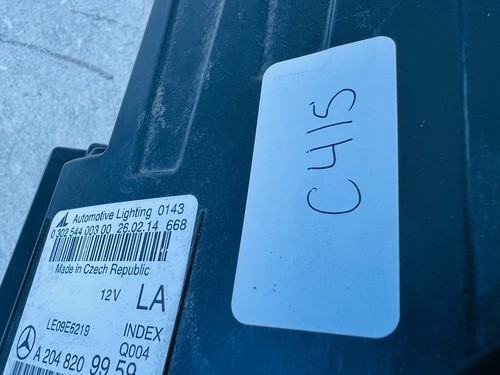 Automotive Lighting 0143
0 302 544 003 00 26.02.14 668
Made in Czech Republic
12V LA
LE09E6219 INDEX
Q004
A 204 820 99 59
C415